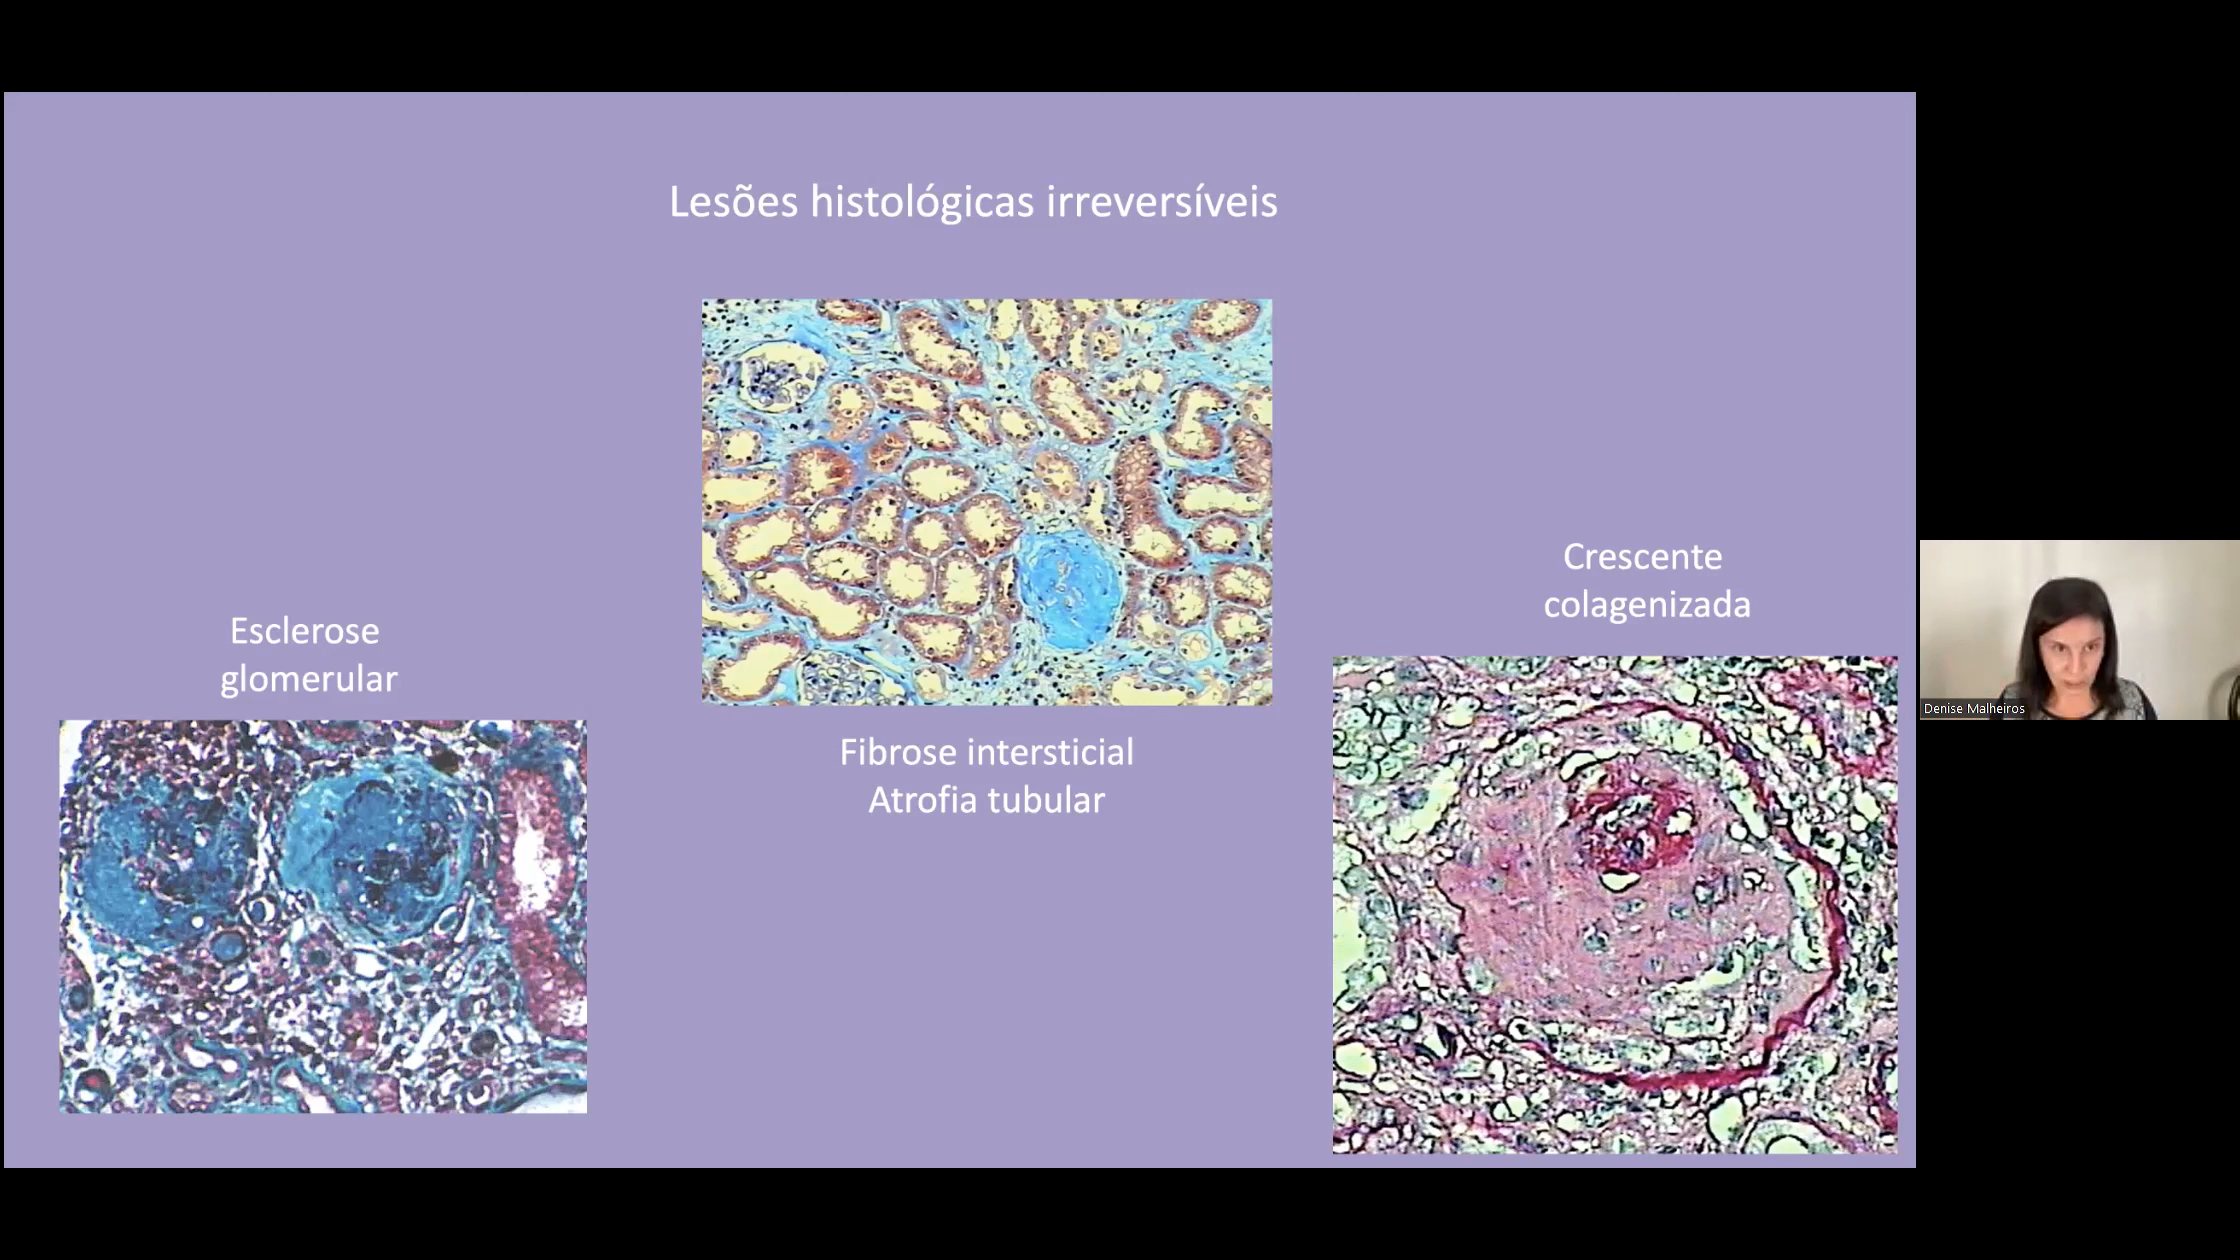 Lesões histológicas irreversíveis
Esclerose
glomerular
Fibrose intersticial
Atrofia tubular
Crescente
colagenizada
Denise Malheiros